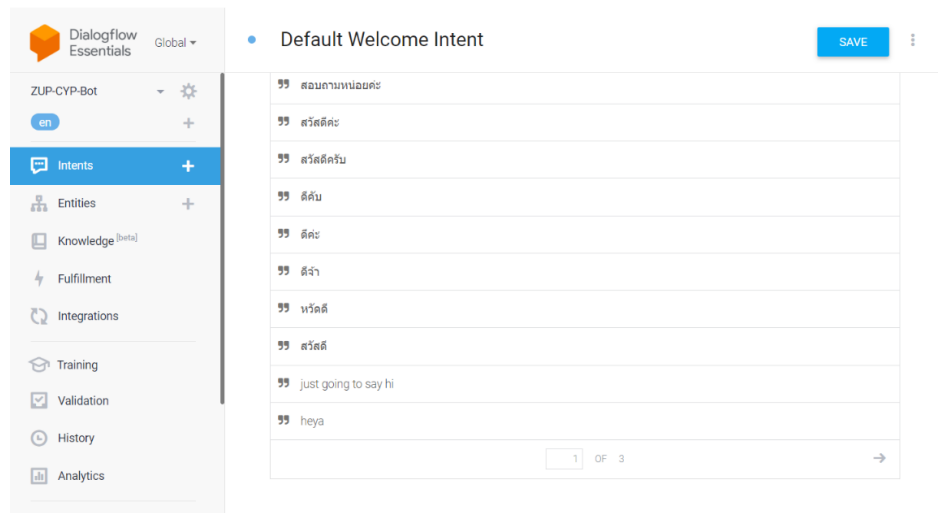 Dialogflow
Essentials
Global
Default Welcome Intent
SAVE
ZUP-CYP-Bot
en
Intents
Entities
Knowledge [beta]
Fulfillment
Integrations
Training
Validation
History
Analytics
สอบถามหน่อยค่ะ
สวัสดีค่ะ
สวัสดีครับ
ดีคับ
ดีค่ะ
ดีจ้า
หวัดดี
สวัสดี
just going to say hi
heya
1 OF 3